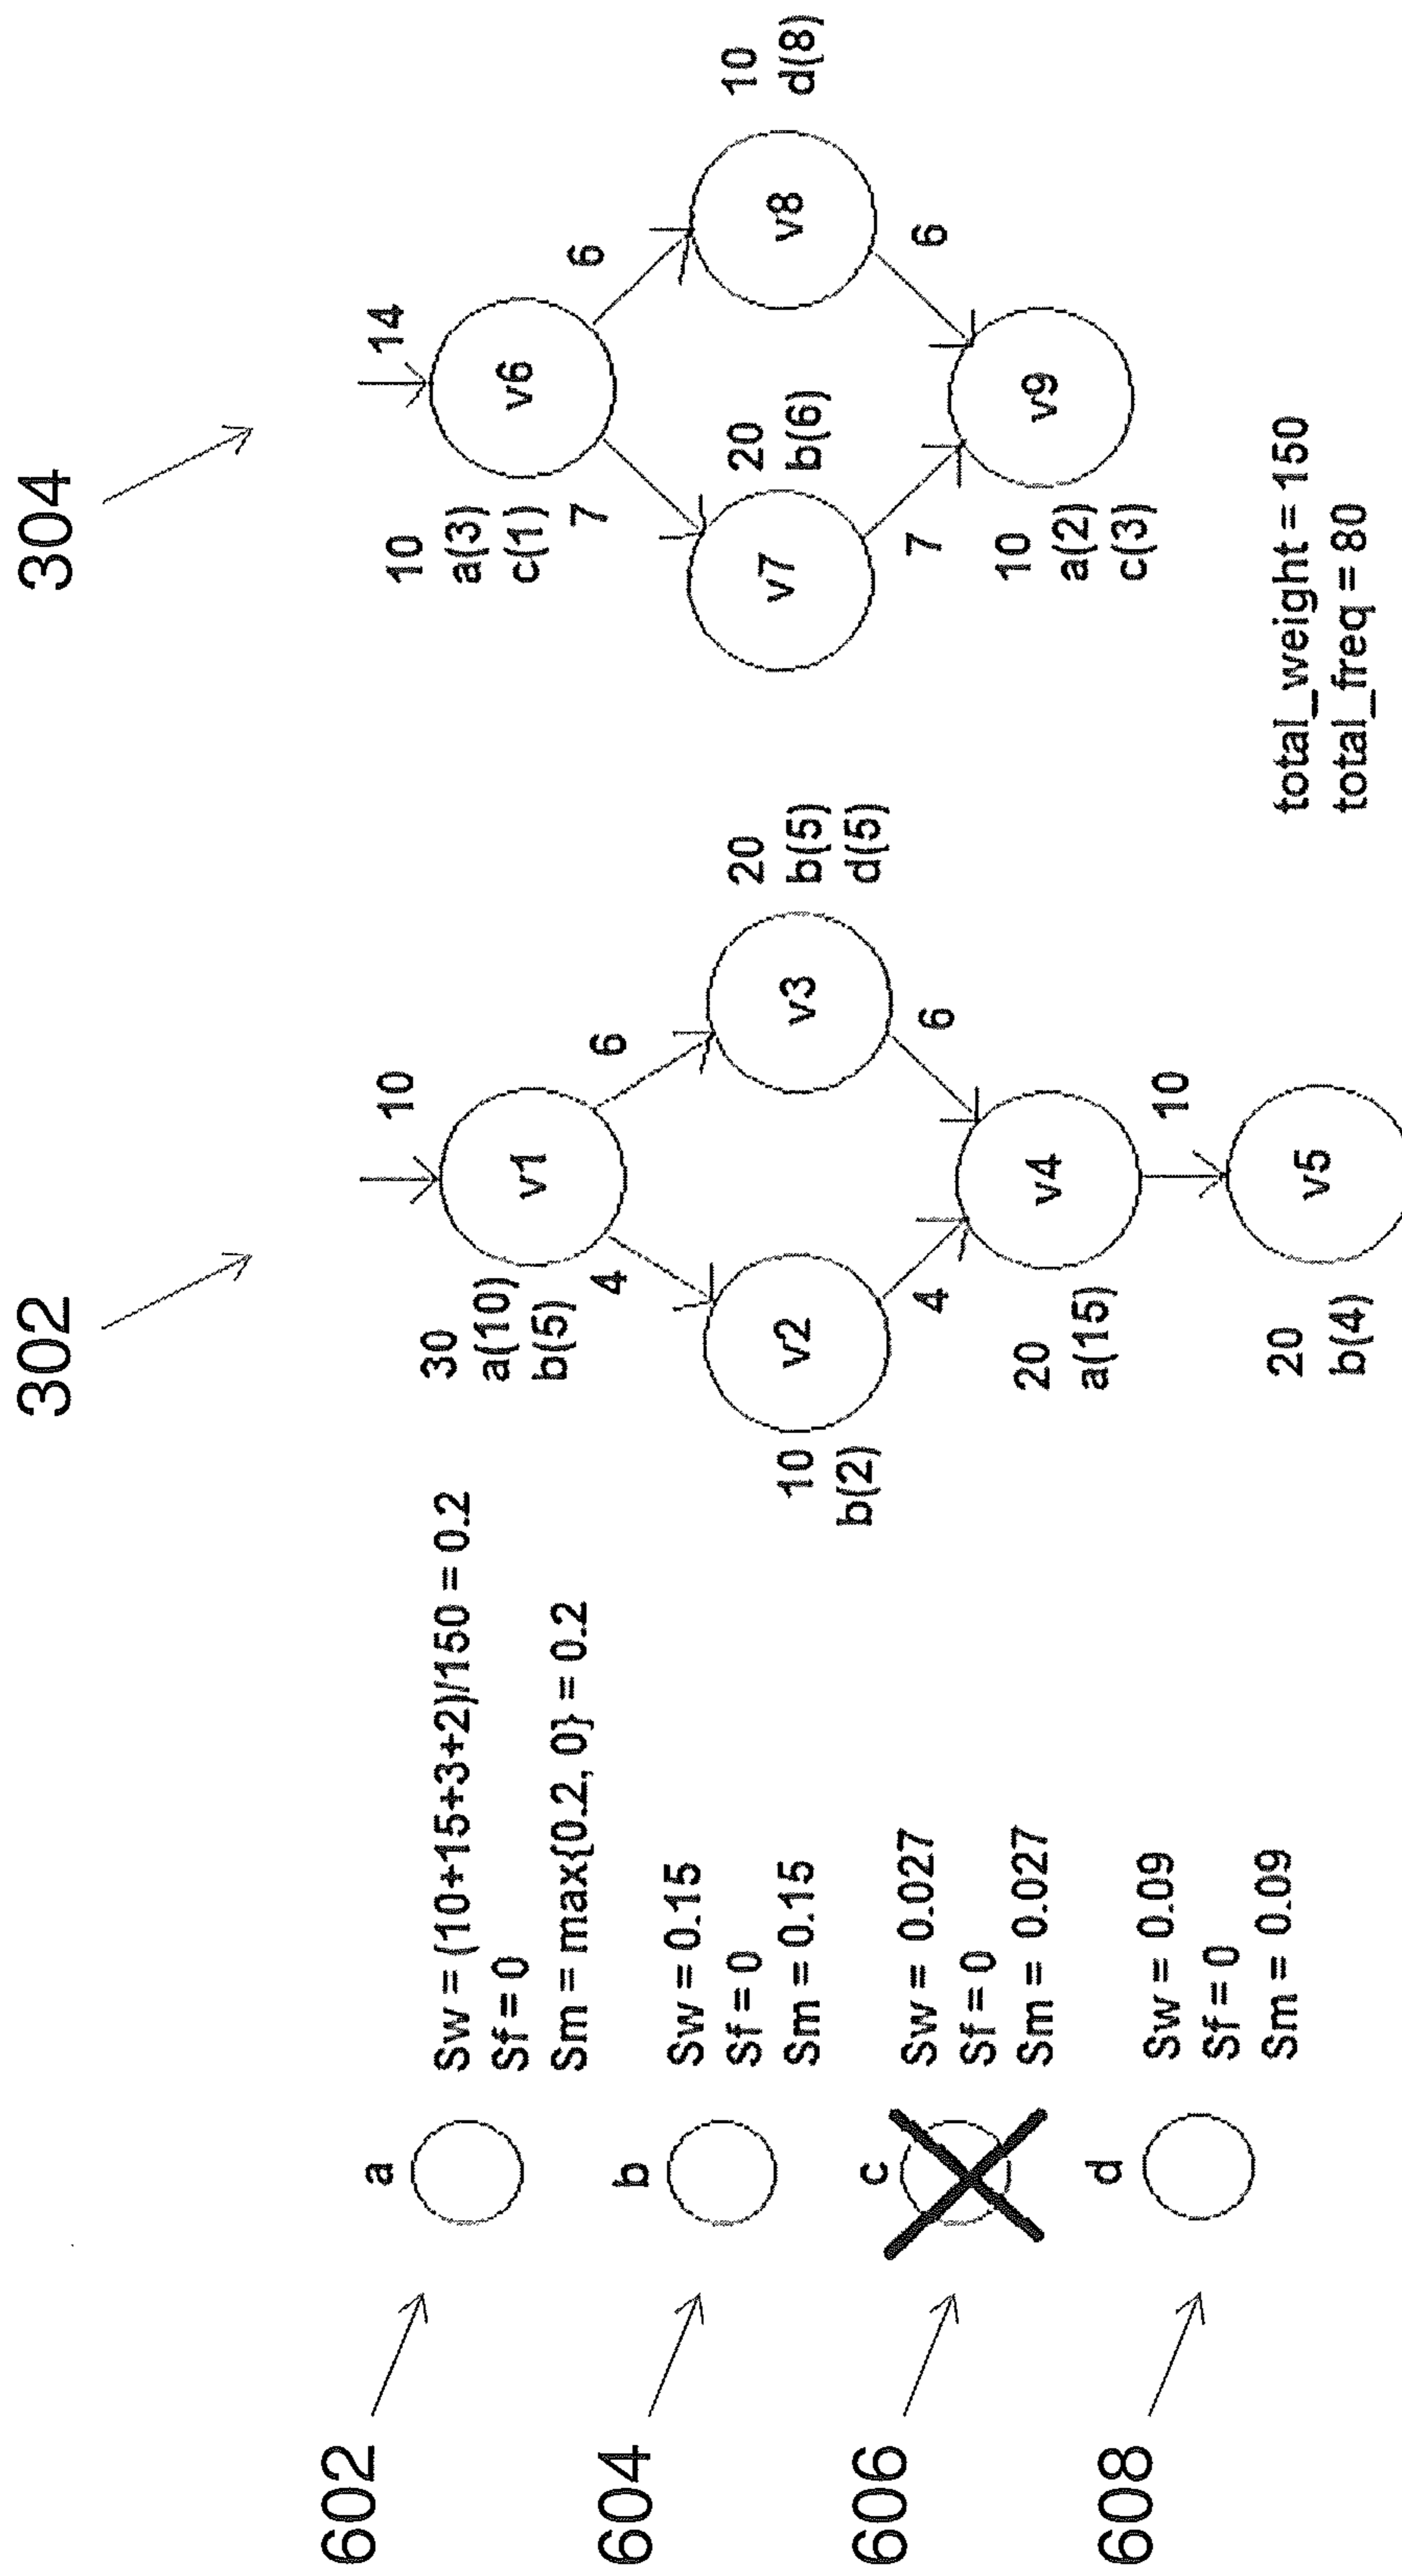 302
304
602
a
Sw = (10+15+3+2)/150 = 0.2
Sf = 0
Sm = max{0.2, 0} = 0.2
604
b
Sw = 0.15
Sf = 0
Sm = 0.15
606
c
Sw = 0.027
Sf = 0
Sm = 0.027
608
d
Sw = 0.09
Sf = 0
Sm = 0.09
10
30
a(10)
b(5)
v1
4
6
10
b(2)
v2
v3
20
b(5)
d(5)
4
6
20
a(15)
v4
10
20
b(4)
v5
14
10
a(3)
c(1)
v6
7
6
v7
20
b(6)
v8
10
d(8)
7
6
10
a(2)
c(3)
v9
total_weight = 150
total_freq = 80